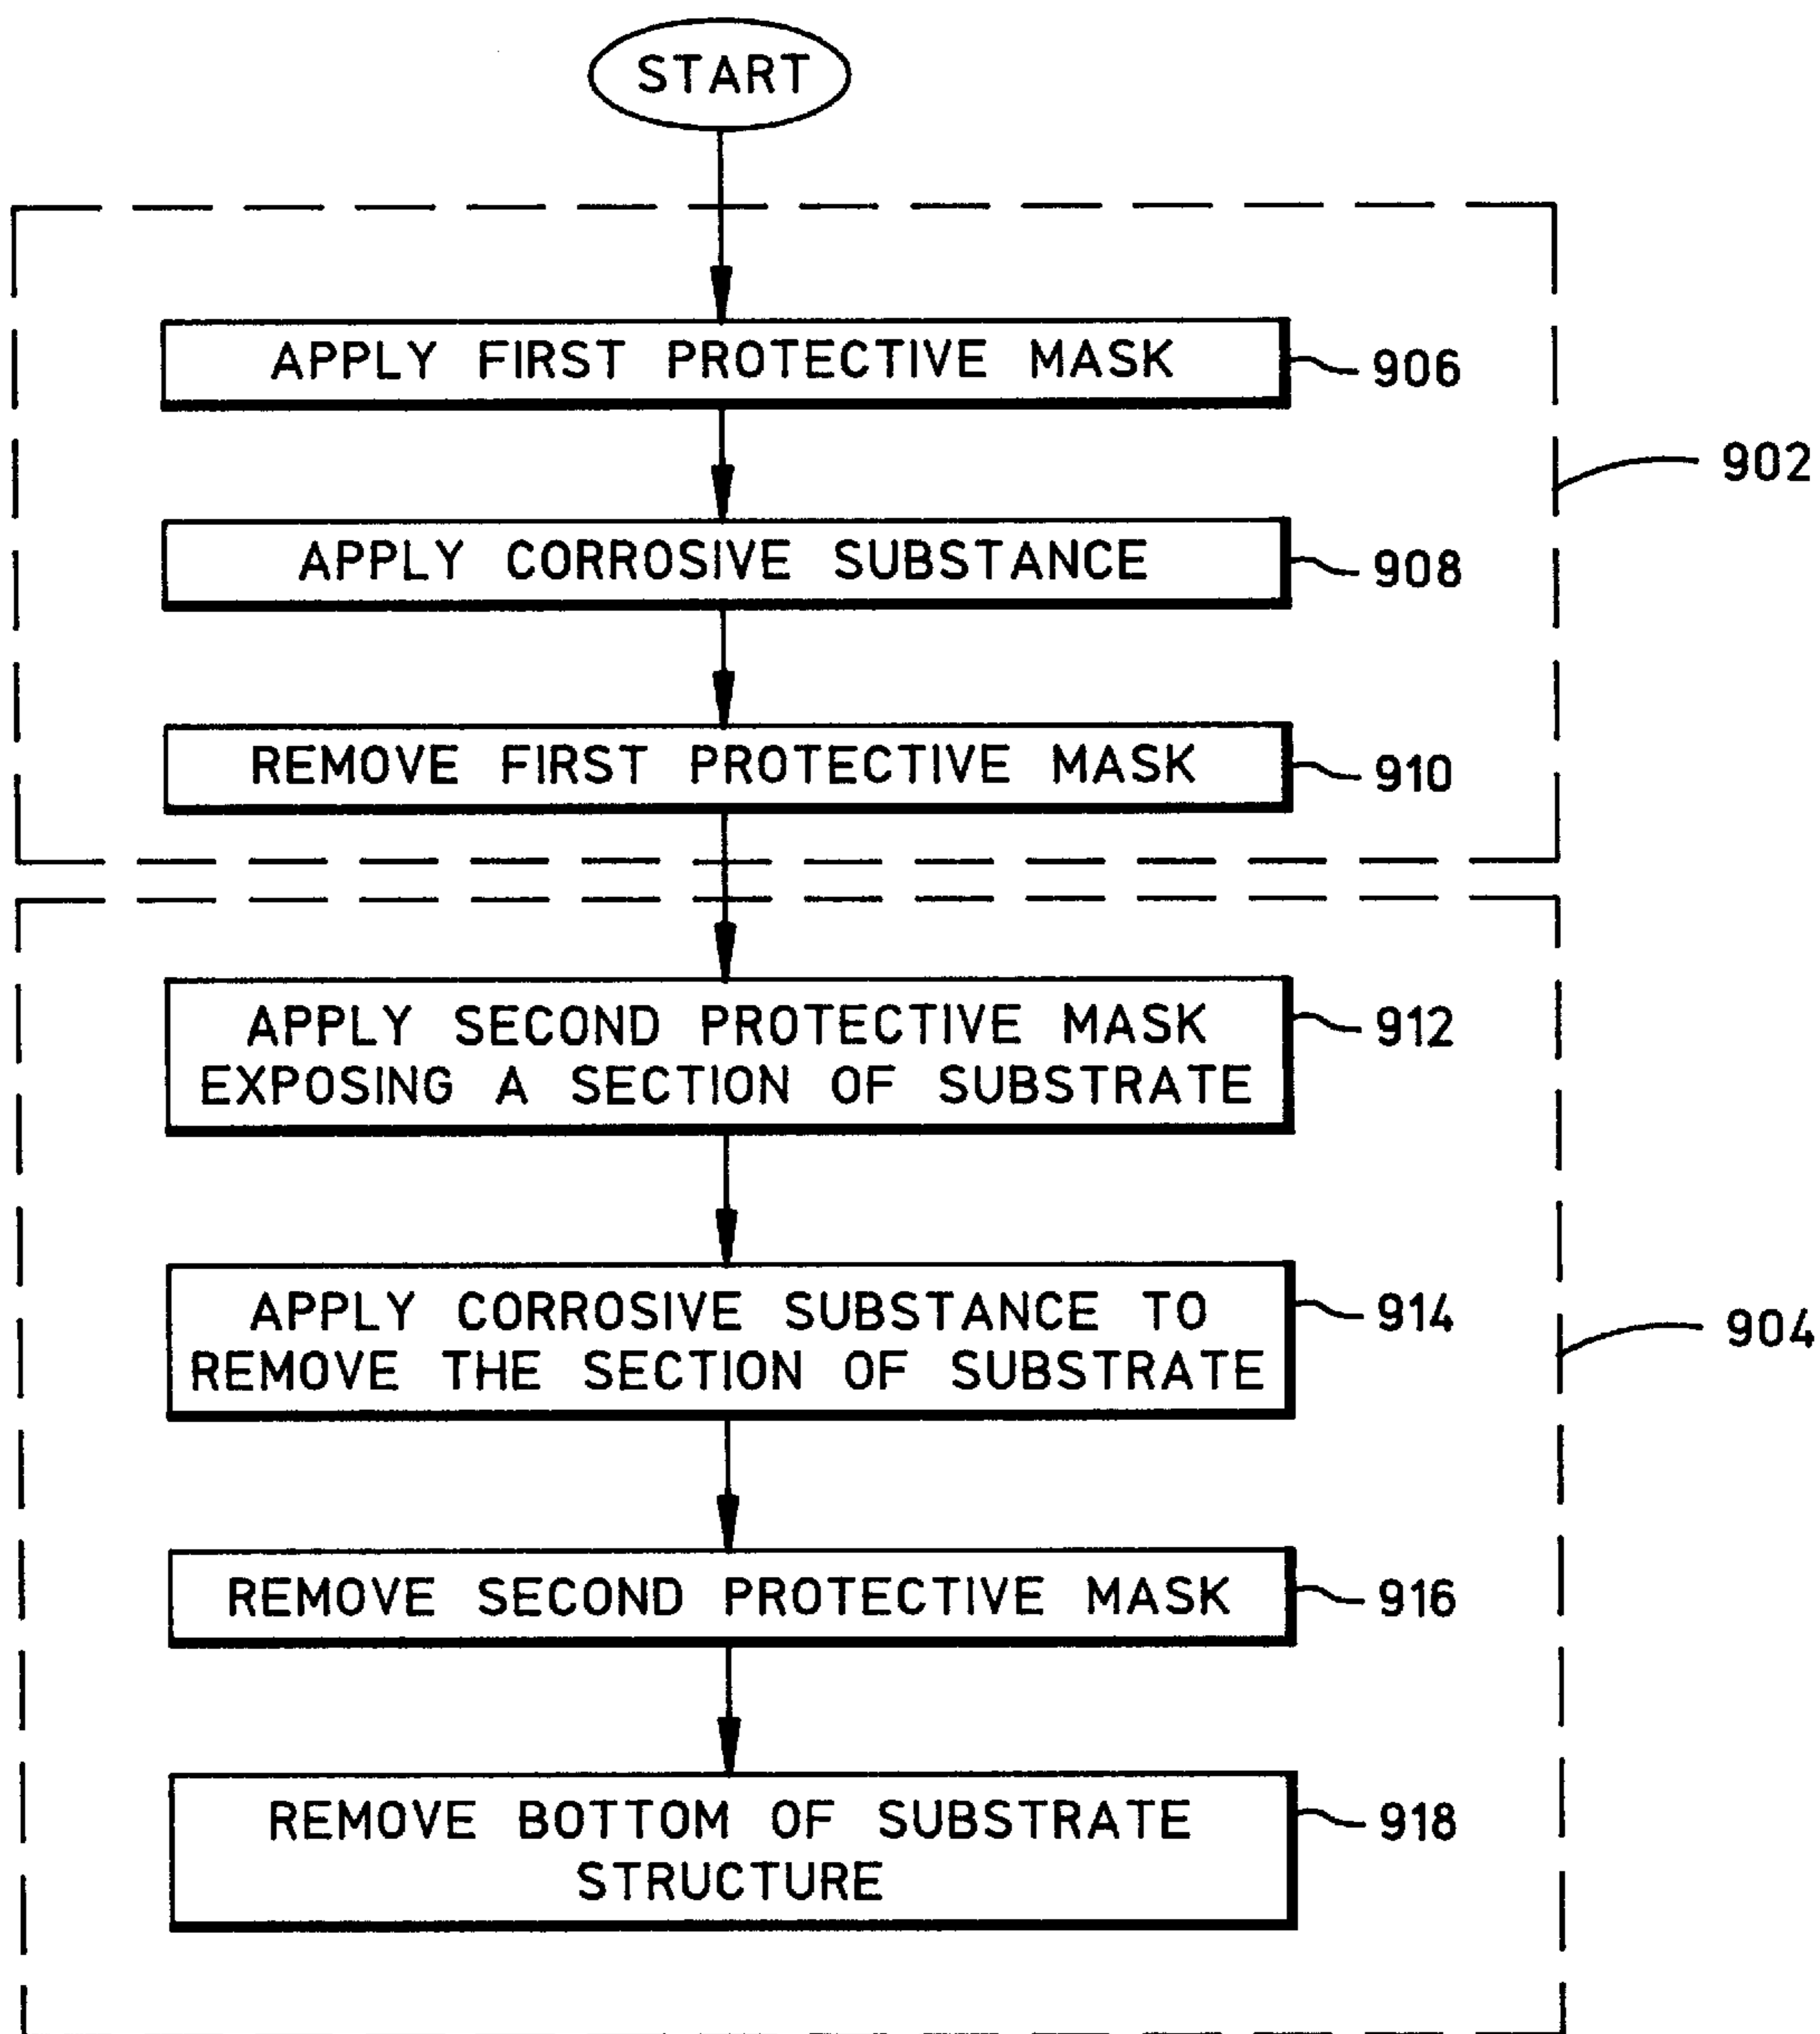 START
APPLY FIRST PROTECTIVE MASK
906
902
APPLY CORROSIVE SUBSTANCE
908
REMOVE FIRST PROTECTIVE MASK
910
APPLY SECOND PROTECTIVE MASK
EXPOSING A SECTION OF SUBSTRATE
912
APPLY CORROSIVE SUBSTANCE TO
REMOVE THE SECTION OF SUBSTRATE
914
904
REMOVE SECOND PROTECTIVE MASK
916
REMOVE BOTTOM OF SUBSTRATE
STRUCTURE
918